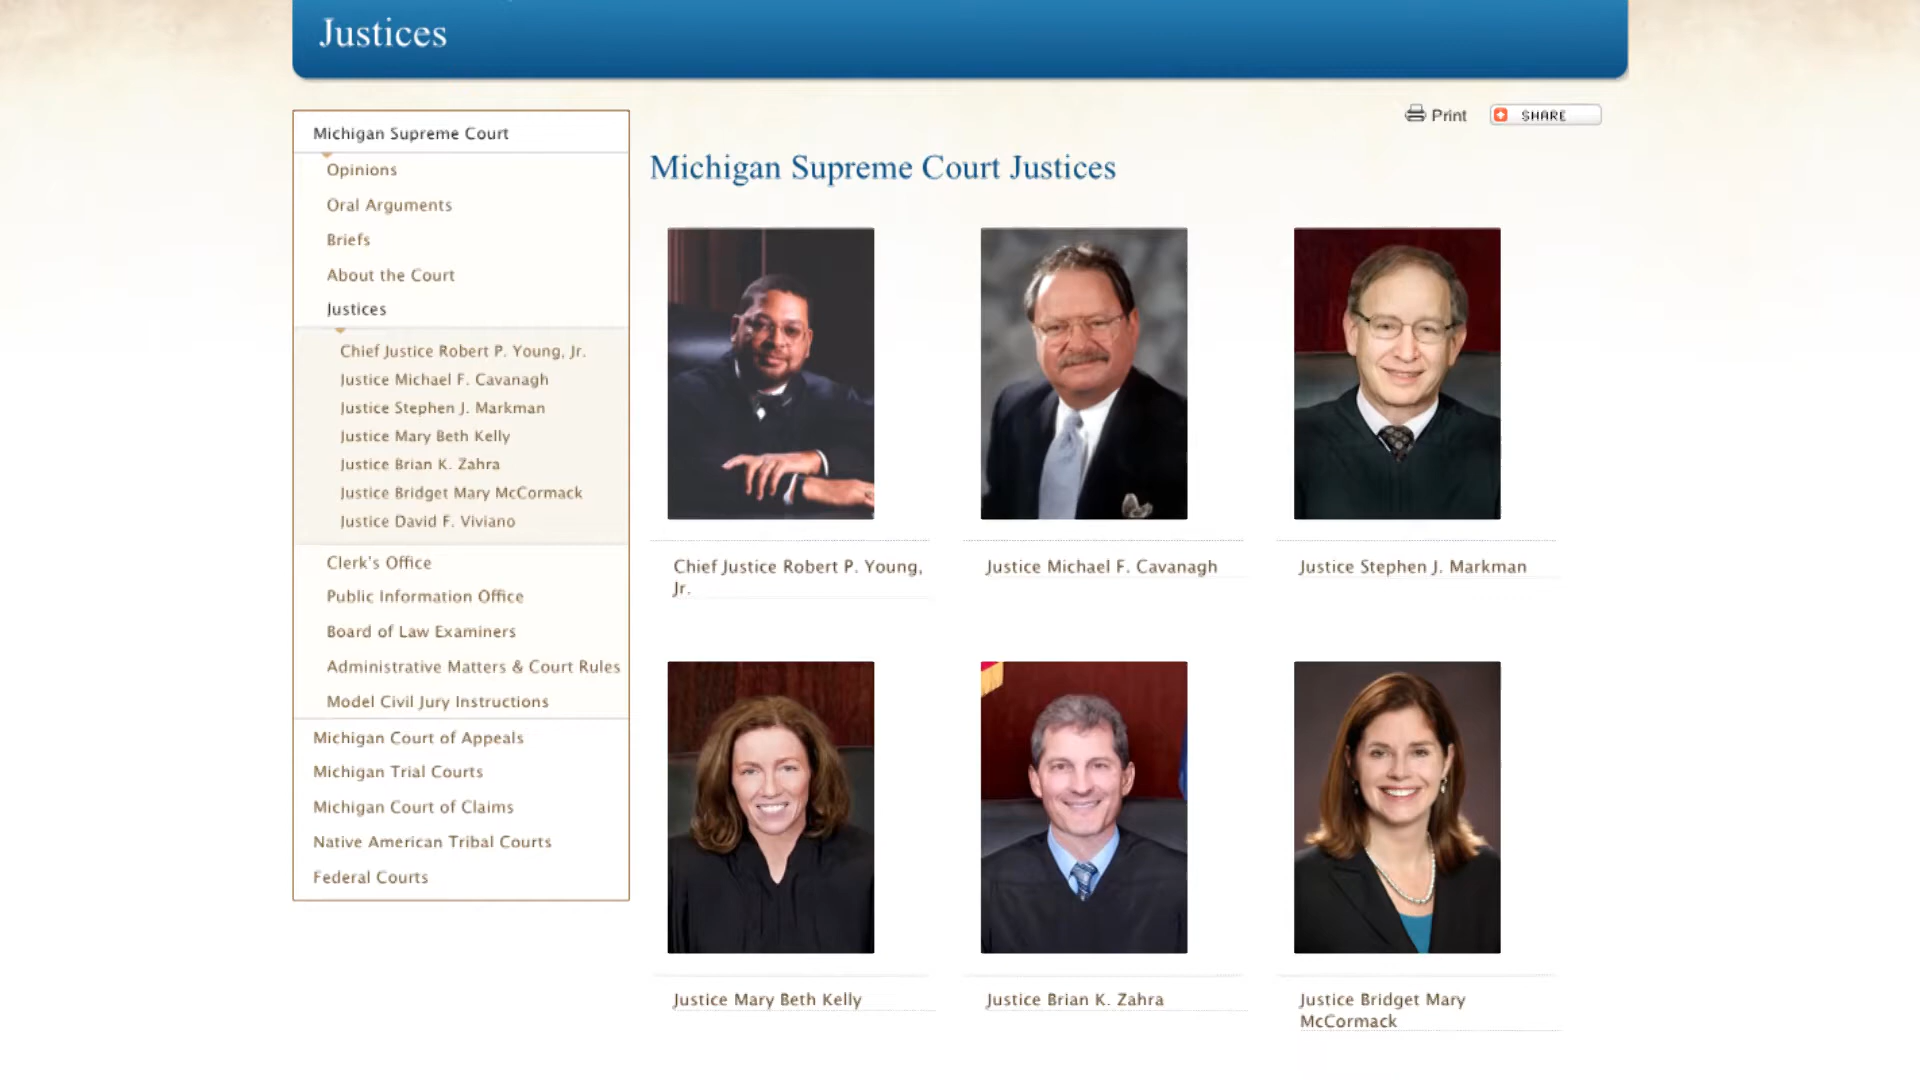 Justices
Print
SHARE
Michigan Supreme Court
Opinions
Oral Arguments
Briefs
About the Court
Justices
Chief Justice Robert P. Young, Jr.
Justice Michael F. Cavanagh
Justice Stephen J. Markman
Justice Mary Beth Kelly
Justice Brian K. Zahra
Justice Bridget Mary McCormack
Justice David F. Viviano
Clerk's Office
Public Information Office
Board of Law Examiners
Administrative Matters & Court Rules
Model Civil Jury Instructions
Michigan Court of Appeals
Michigan Trial Courts
Michigan Court of Claims
Native American Tribal Courts
Federal Courts
Michigan Supreme Court Justices
Chief Justice Robert P. Young,
Jr.
Justice Michael F. Cavanagh
Justice Stephen J. Markman
Justice Mary Beth Kelly
Justice Brian K. Zahra
Justice Bridget Mary
McCormack